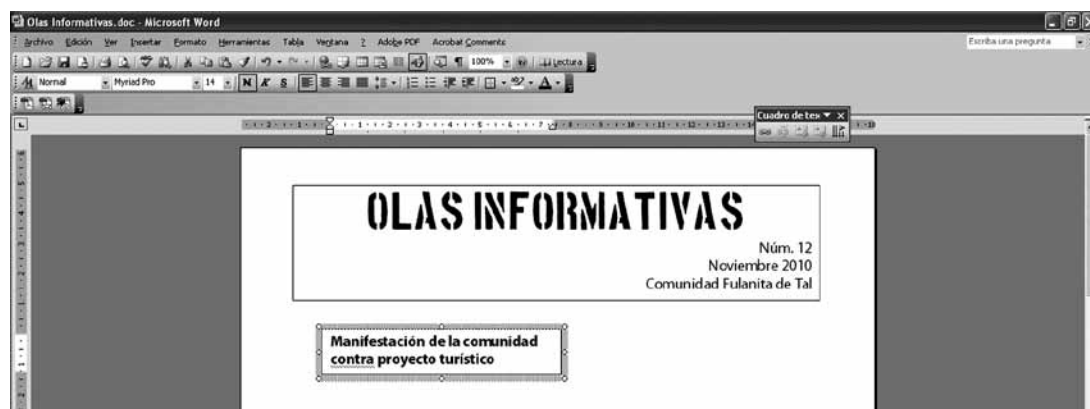 Olas Informativas.doc - Microsoft Word
Archivo Edición Ver Insertar Formato Herramientas Tabla Ventana ? Adobe PDF Acrobat Comments
Escriba una pregunta
100% Lectura
Normal Myriad Pro 14 N K S
Cuadro de tex
OLAS INFORMATIVAS
Núm. 12
Noviembre 2010
Comunidad Fulanita de Tal
Manifestación de la comunidad
contra proyecto turístico